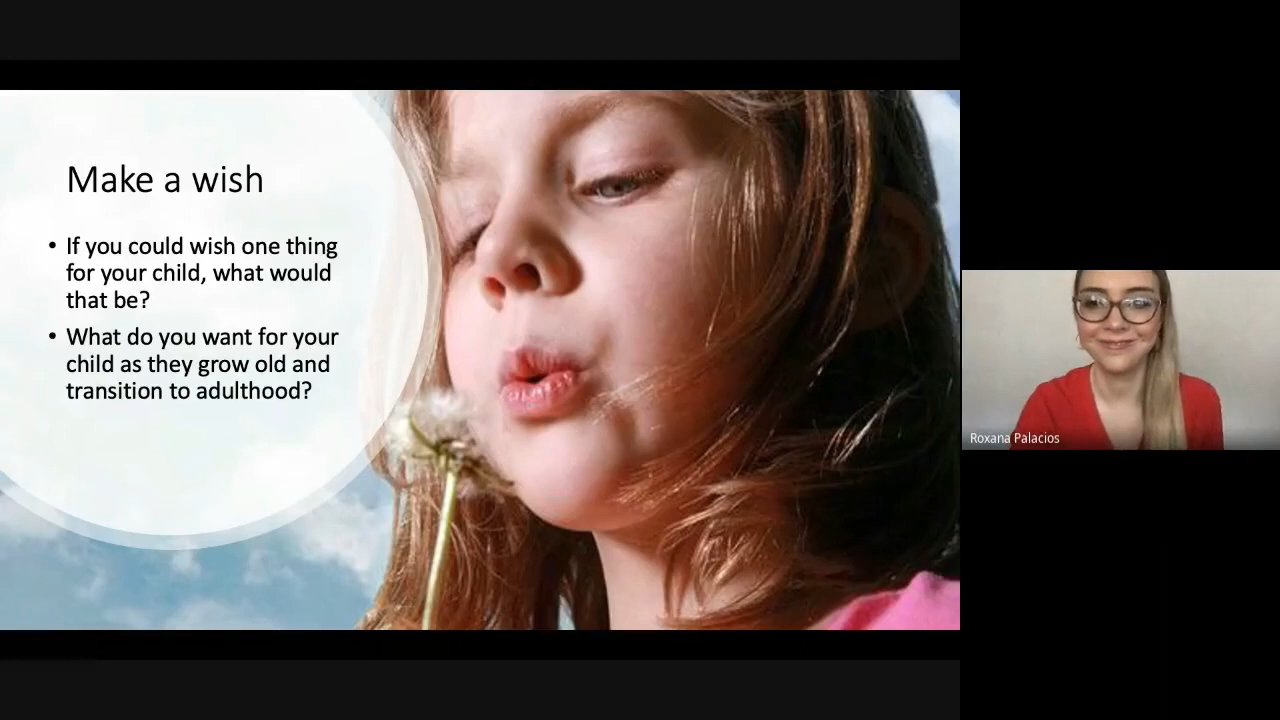 Make a wish
• If you could wish one thing
for your child, what would
that be?
• What do you want for your
child as they grow old and
transition to adulthood?
Roxana Palacios